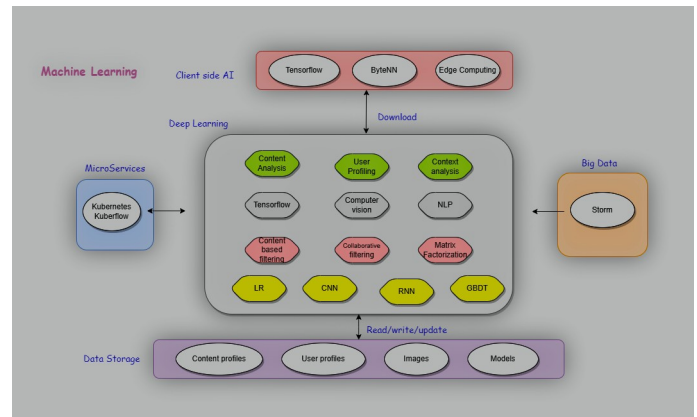 Machine Learning
Client side AI
Tensorflow
ByteNN
Edge Computing
Download
Deep Learning
Content
Analysis
User
Profiling
Context
analysis
MicroServices
Big Data
Kubernetes
Kuberflow
Tensorflow
Computer
vision
NLP
Storm
Content
based
filtering
Collaborative
filtering
Matrix
Factorization
LR
CNN
RNN
GBDT
Read/write/update
Data Storage
Content profiles
User profiles
Images
Models